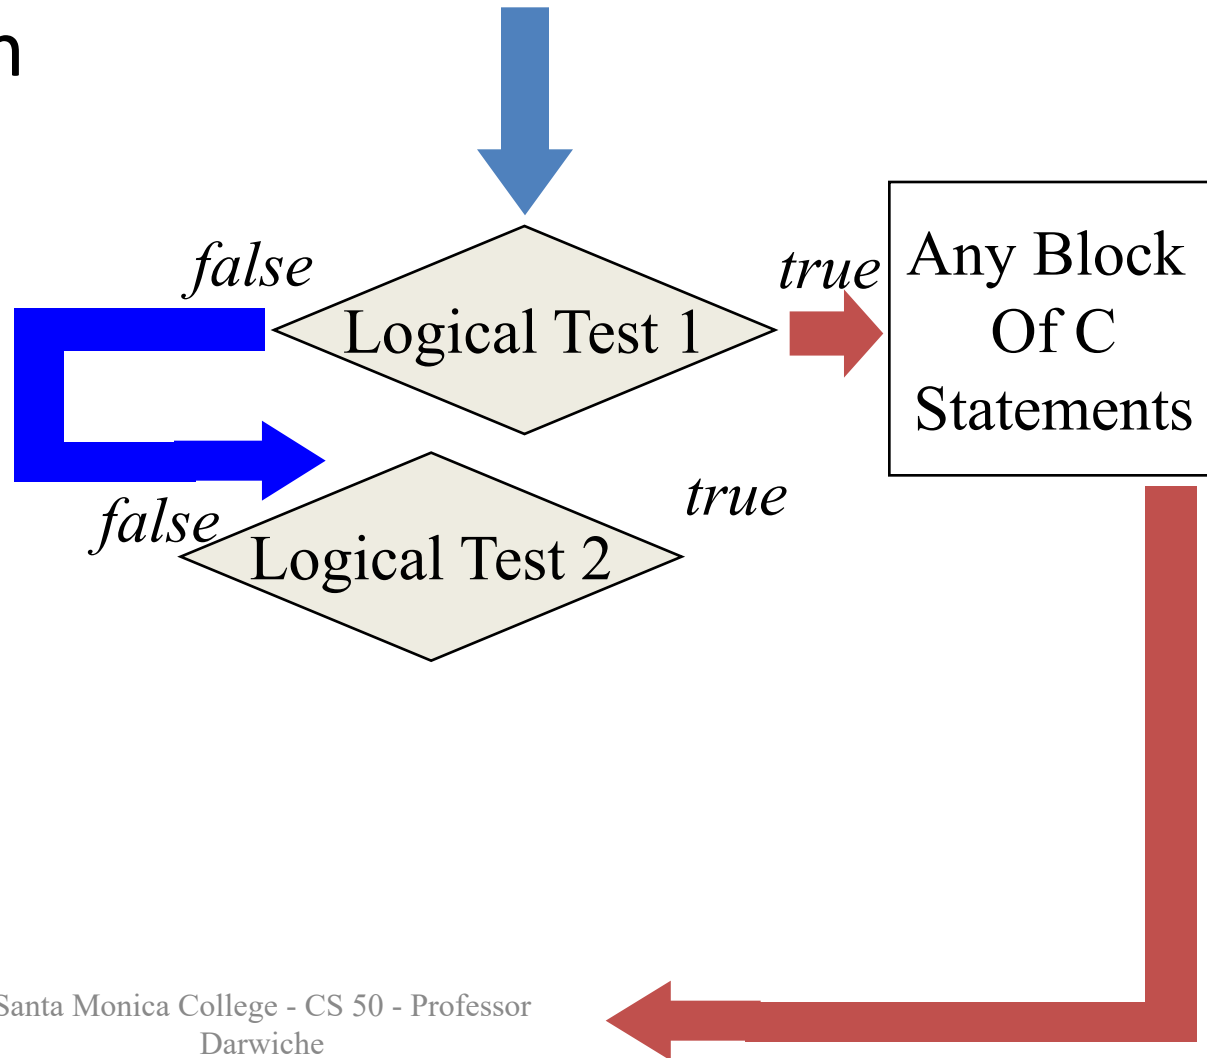 n
false
true
Logical Test 1
Any Block
Of C
Statements
false
true
Logical Test 2
Santa Monica College - CS 50 - Professor
Darwiche